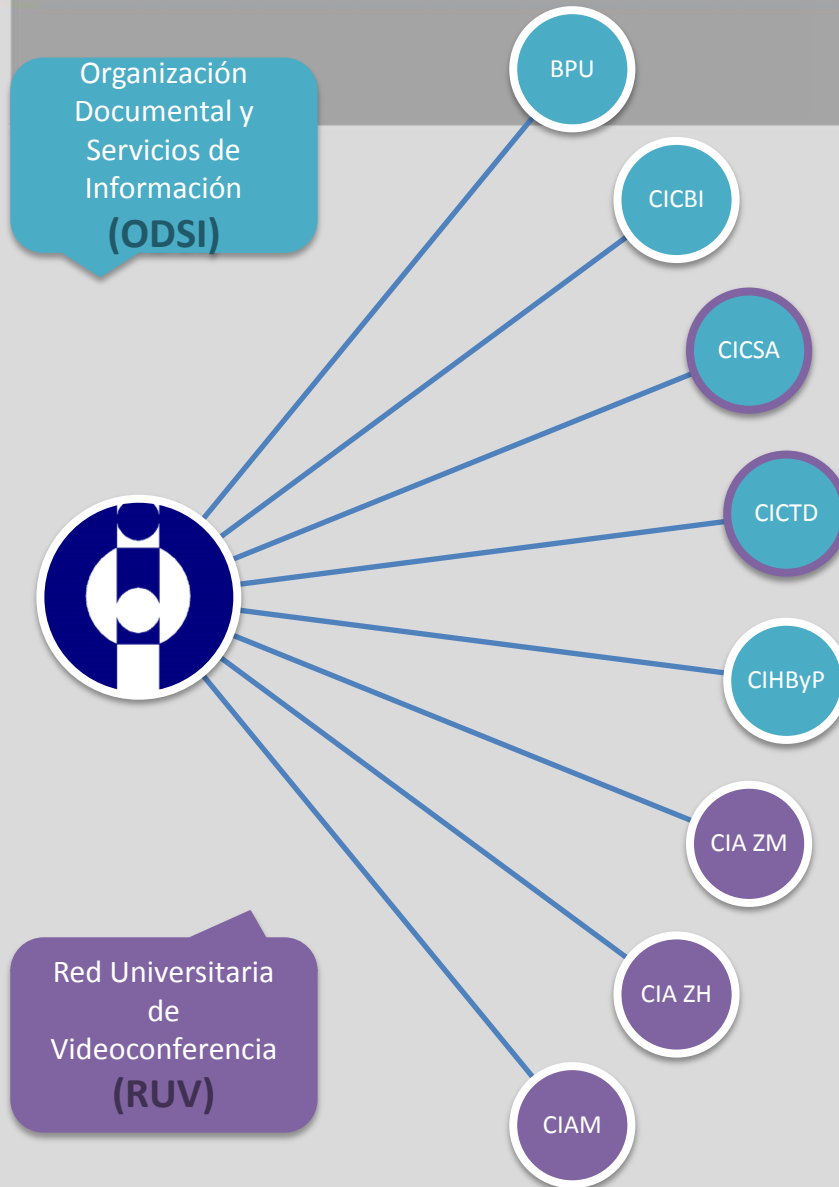 Organización
Documental y
Servicios de
Información
(ODSI)
BPU
CICBI
CICSA
CICTD
CIHByP
CIA ZM
CIA ZH
CIAM
Red Universitaria
de
Videoconferencia
(RUV)